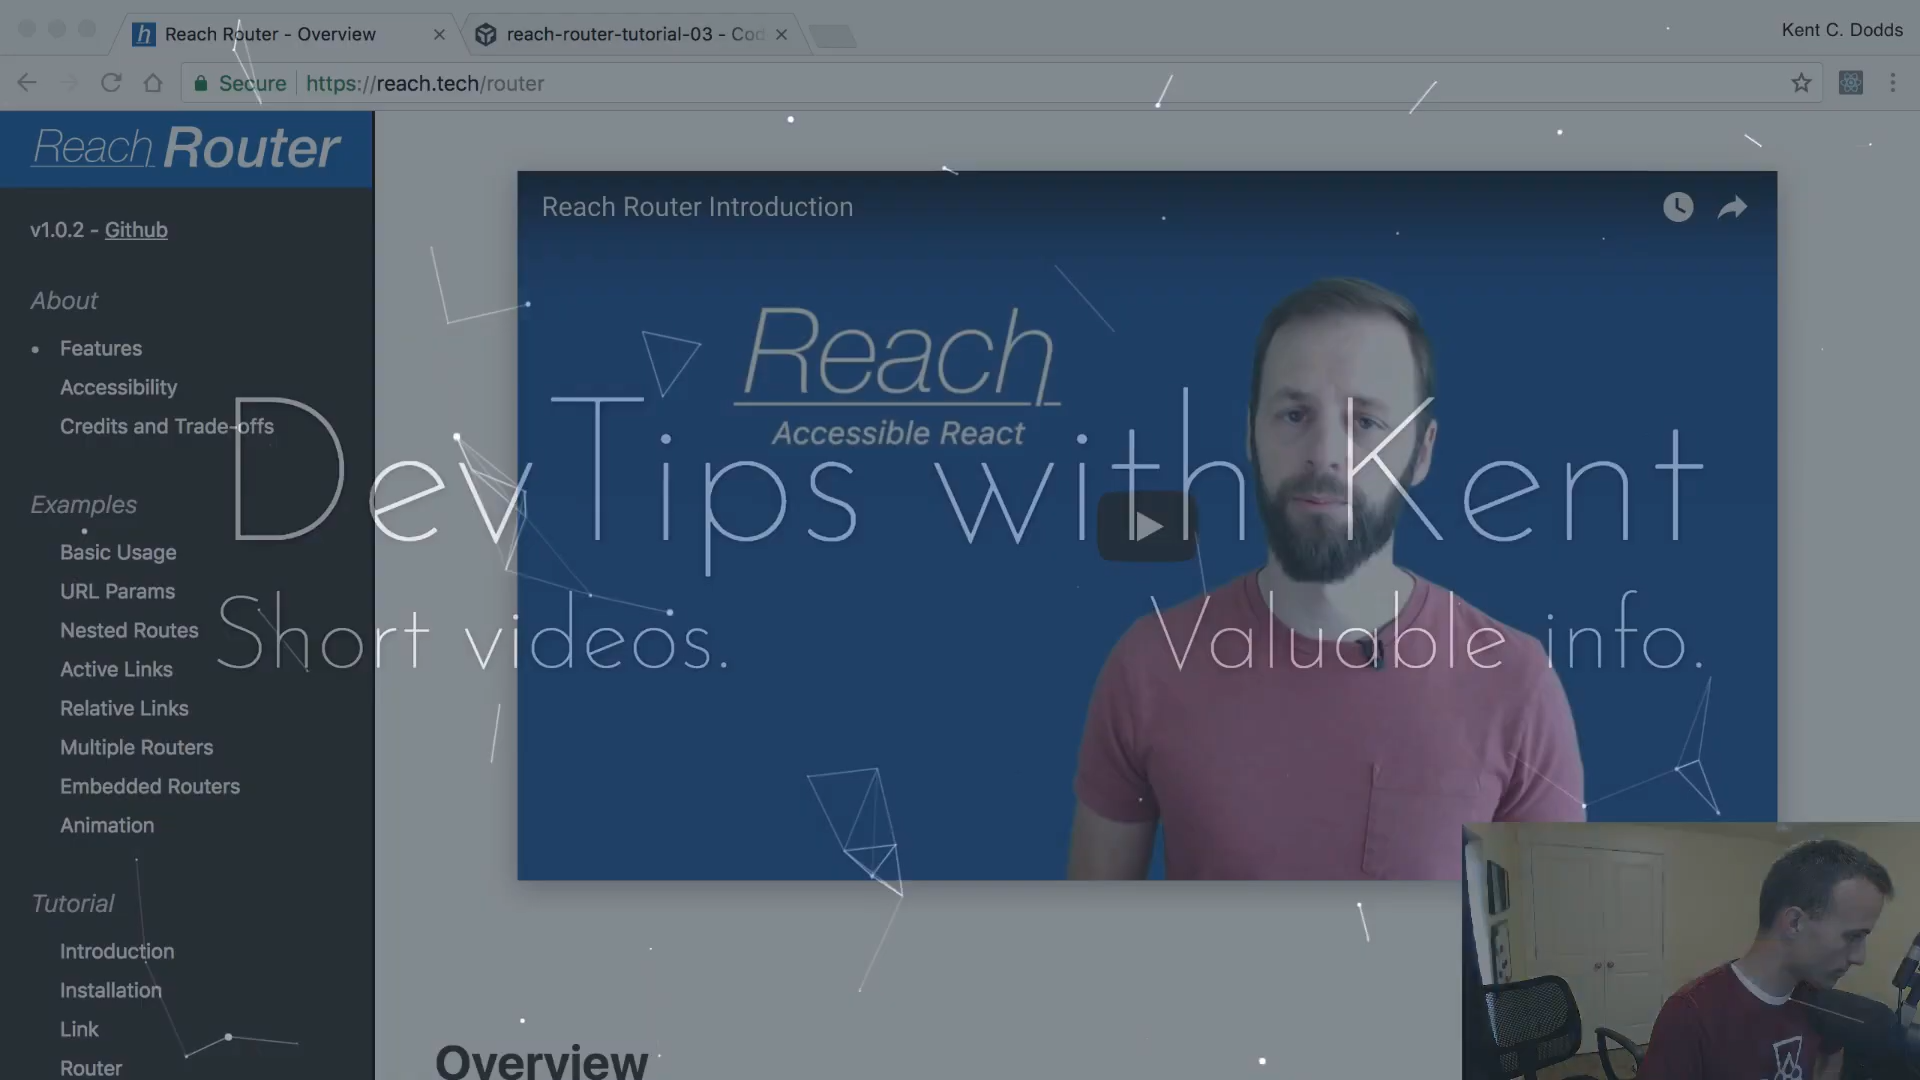 Reach Router - Overview
reach-router-tutorial-03 - Cod
Kent C. Dodds
Secure
https://reach.tech/router
Reach Router
v1.0.2 - Github
About
Features
Accessibility
Credits and Trade-offs
Examples
Basic Usage
URL Params
Nested Routes
Active Links
Relative Links
Multiple Routers
Embedded Routers
Animation
Tutorial
Introduction
Installation
Link
Router
Reach Router Introduction
Reach
Accessible React
DevTips with Kent
Short videos. Valuable info.
Overview